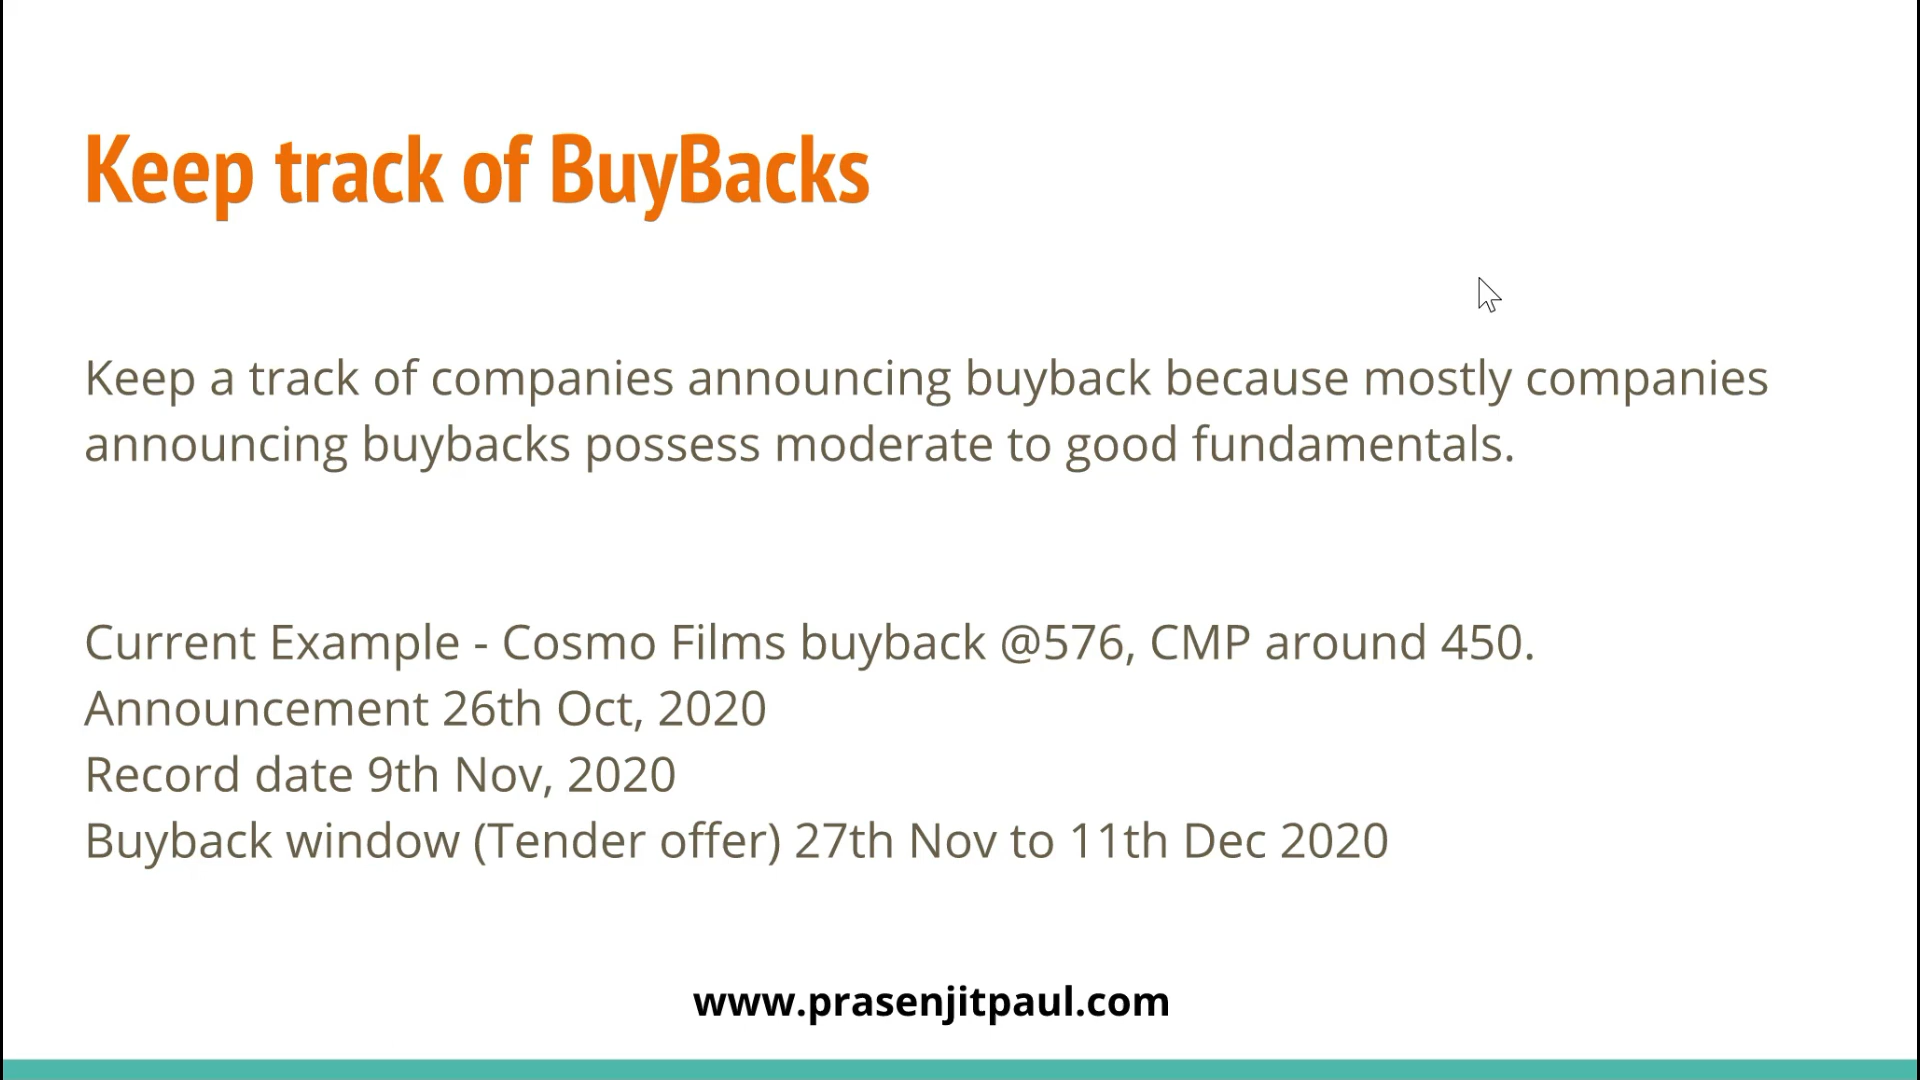 Keep track of BuyBacks
Keep a track of companies announcing buyback because mostly companies
announcing buybacks possess moderate to good fundamentals.
Current Example - Cosmo Films buyback @576, CMP around 450.
Announcement 26th Oct, 2020
Record date 9th Nov, 2020
Buyback window (Tender offer) 27th Nov to 11th Dec 2020
www.prasenjitpaul.com